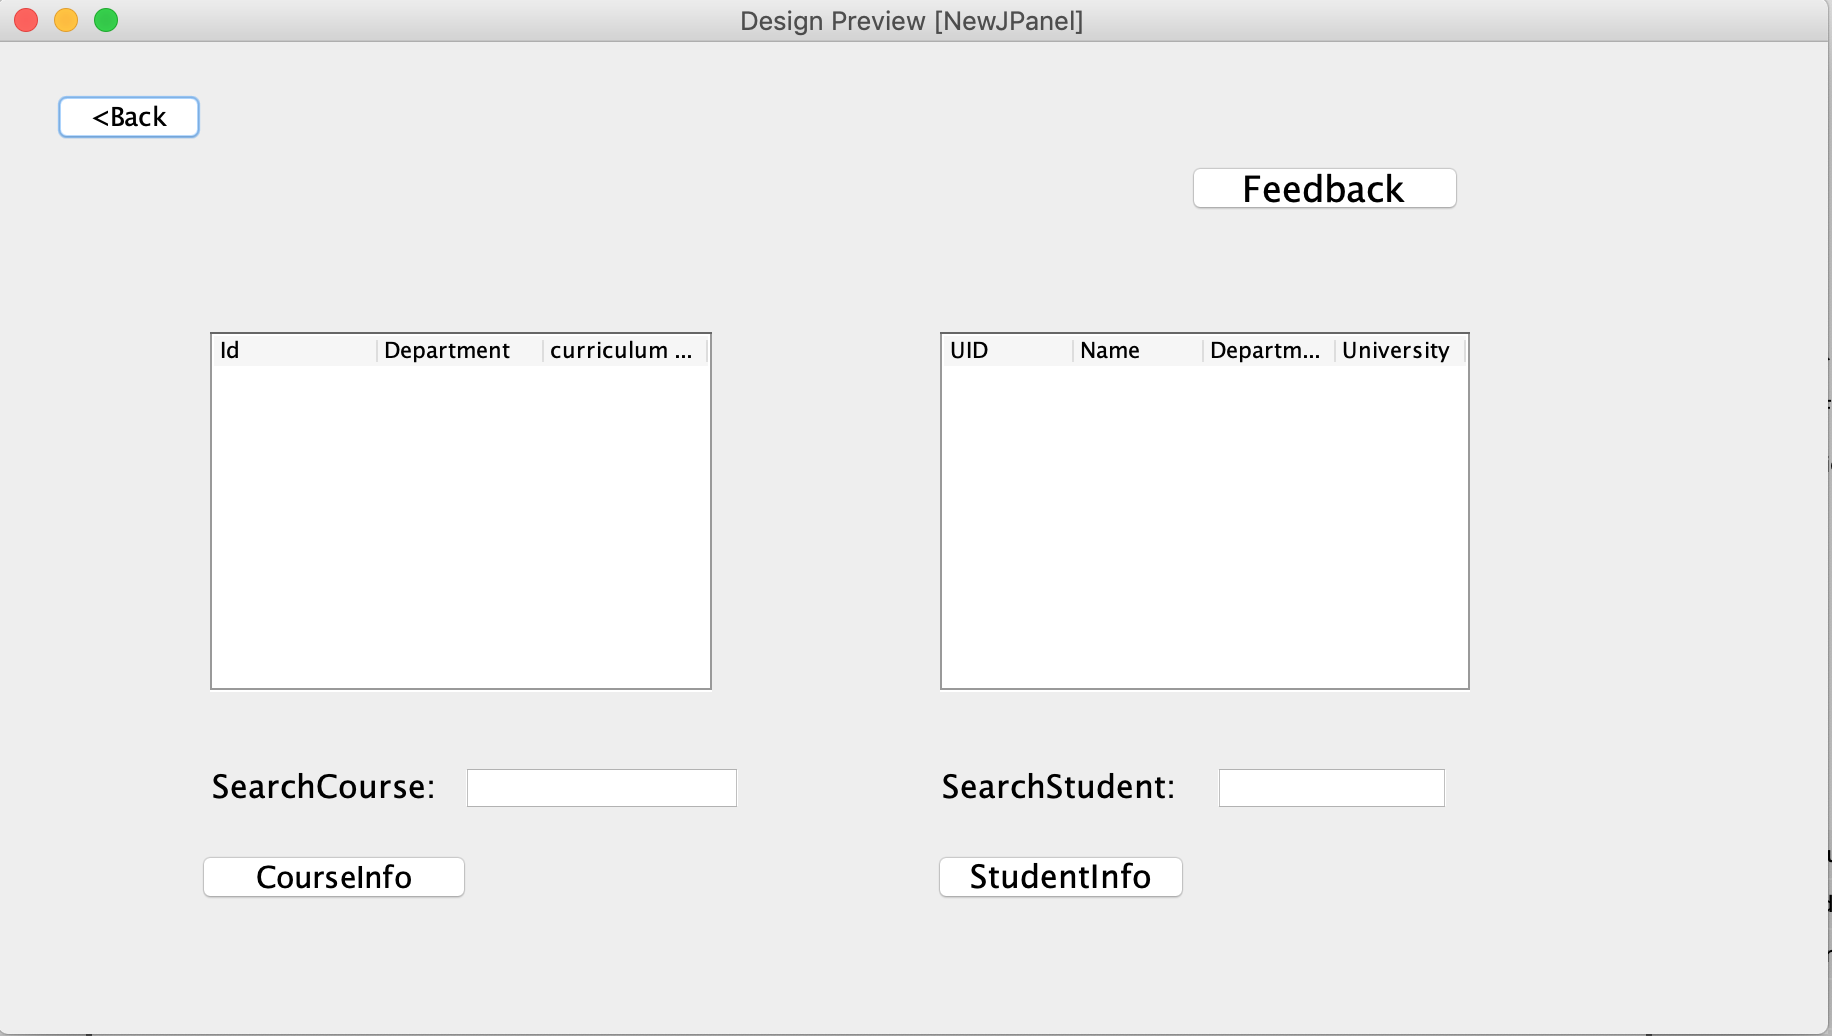 Design Preview [NewJPanel]
<Back
Feedback
Id Department curriculum ...
UID Name Departm... University
SearchCourse:
SearchStudent:
CourseInfo
StudentInfo